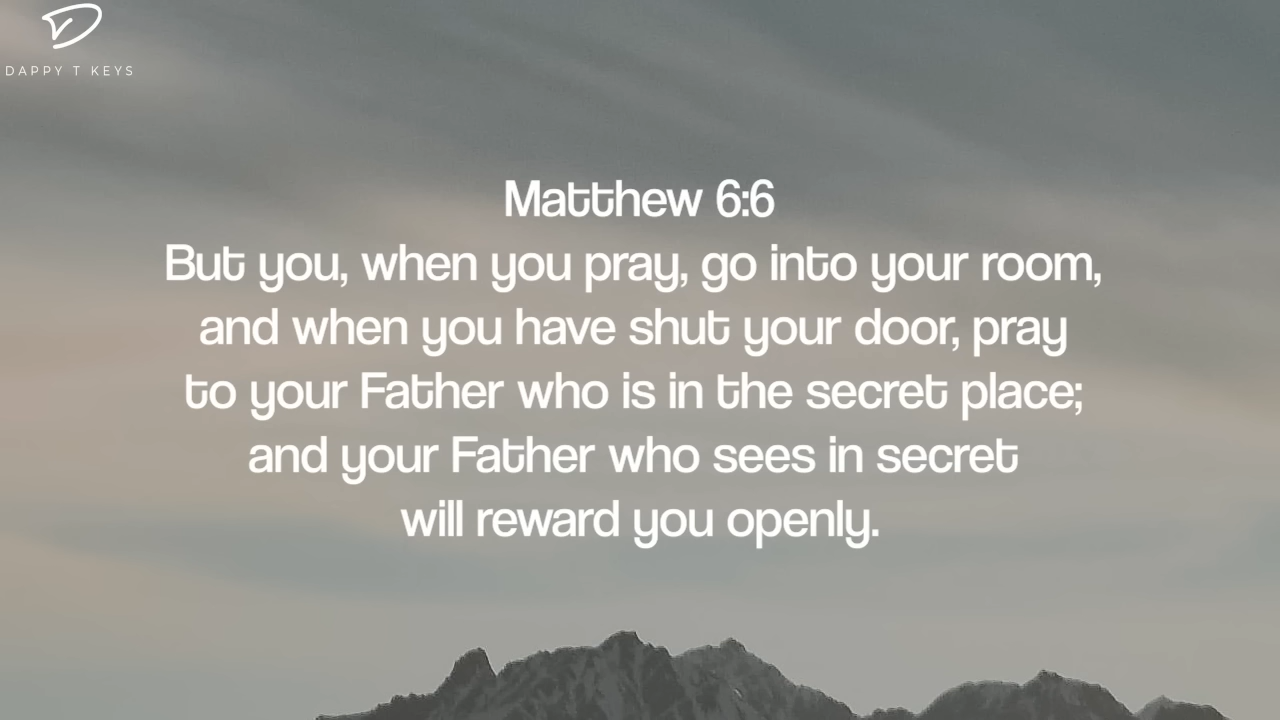 DAPPY T KEYS
Matthew 6:6
But you, when you pray, go into your room,
and when you have shut your door, pray
to your Father who is in the secret place;
and your Father who sees in secret
will reward you openly.